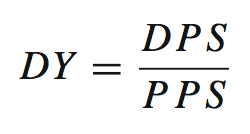 DY = DPS / PPS